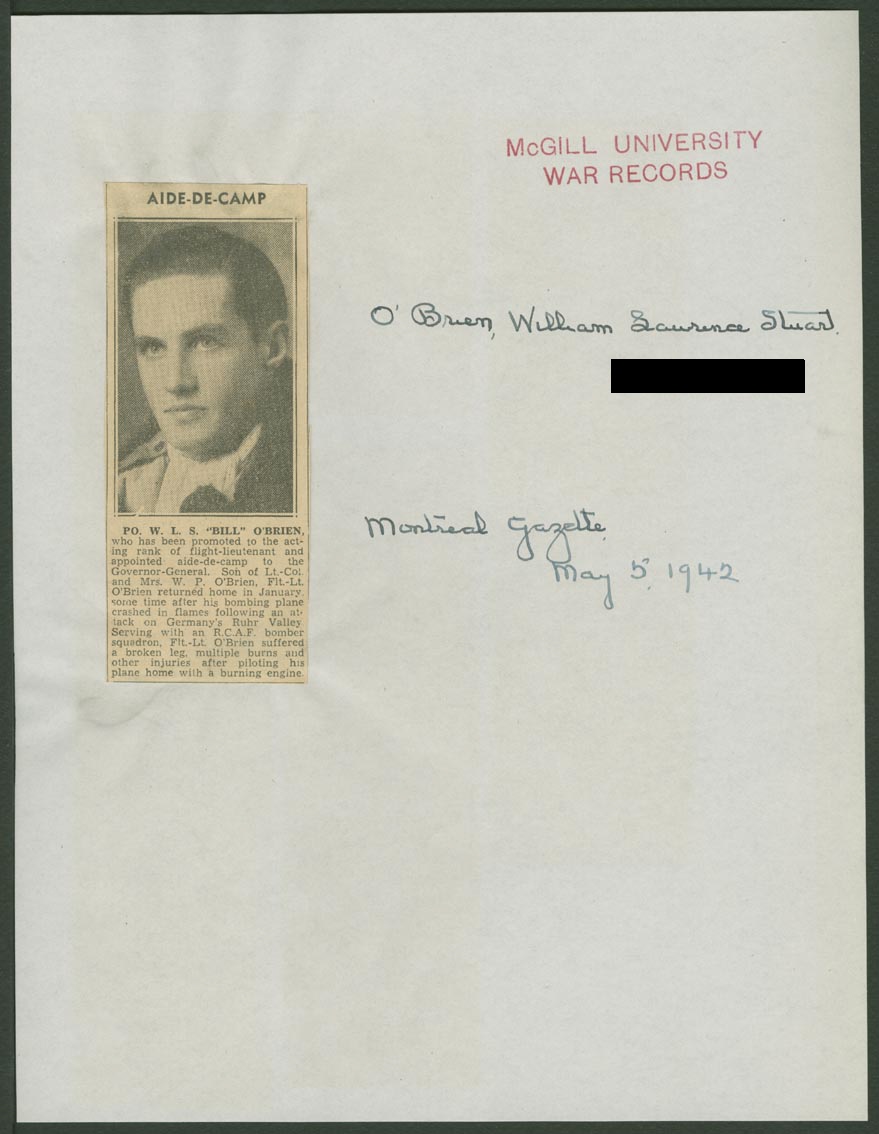 McGILL UNIVERSITY
WAR RECORDS
AIDE-DE-CAMP
O'Brien, William Laurence Stuart.
Montreal Gazette
May 5, 1942
PO. W. L. S. "BILL" O'BRIEN,
who has been promoted to the act-
ing rank of flight-lieutenant and
appointed aide-de-camp to the
Governor-General. Son of Lt.-Col.
and Mrs. W. P. O'Brien, Flt.-Lt.
O'Brien returned home in January,
some time after his bombing plane
crashed in flames following an at-
tack on Germany's Ruhr Valley.
Serving with an R.C.A.F. bomber
squadron, Flt.-Lt. O'Brien suffered
a broken leg, multiple burns and
other injuries after piloting his
plane home with a burning engine.